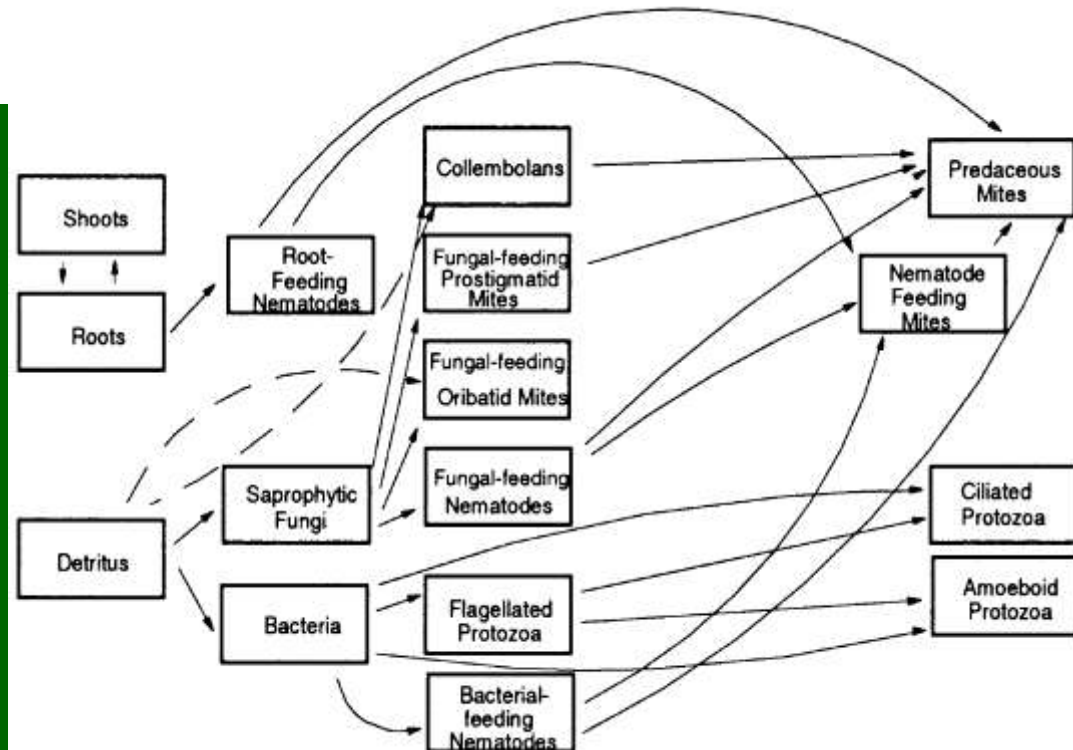 Shoots
Roots
Detritus
Root-
Feeding
Nematodes
Saprophytic
Fungi
Bacteria
Collembolans
Fungal-feeding
Prostigmatid
Mites
Fungal-feeding
Oribatid Mites
Fungal-feeding
Nematodes
Flagellated
Protozoa
Bacterial-
feeding
Nematodes
Predaceous
Mites
Nematode
Feeding
Mites
Ciliated
Protozoa
Amoeboid
Protozoa